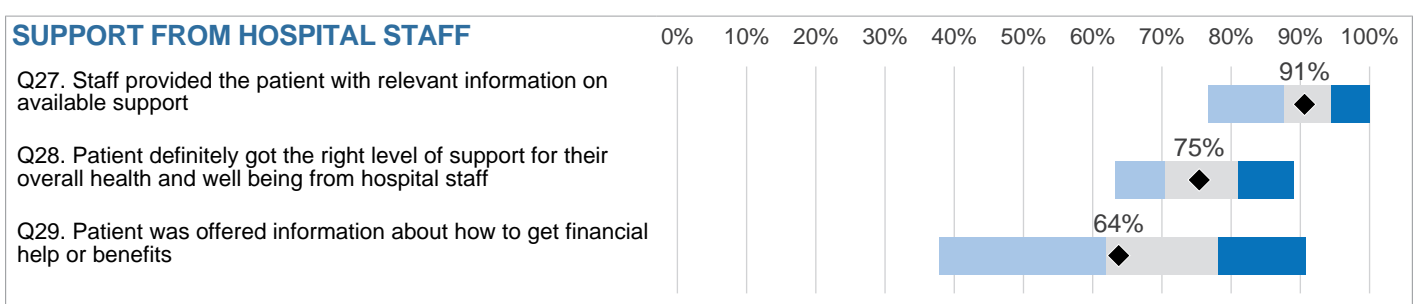 SUPPORT FROM HOSPITAL STAFF
0% 10% 20% 30% 40% 50% 60% 70% 80% 90% 100%
Q27. Staff provided the patient with relevant information on
available support
91%
Q28. Patient definitely got the right level of support for their
overall health and well being from hospital staff
75%
Q29. Patient was offered information about how to get financial
help or benefits
64%